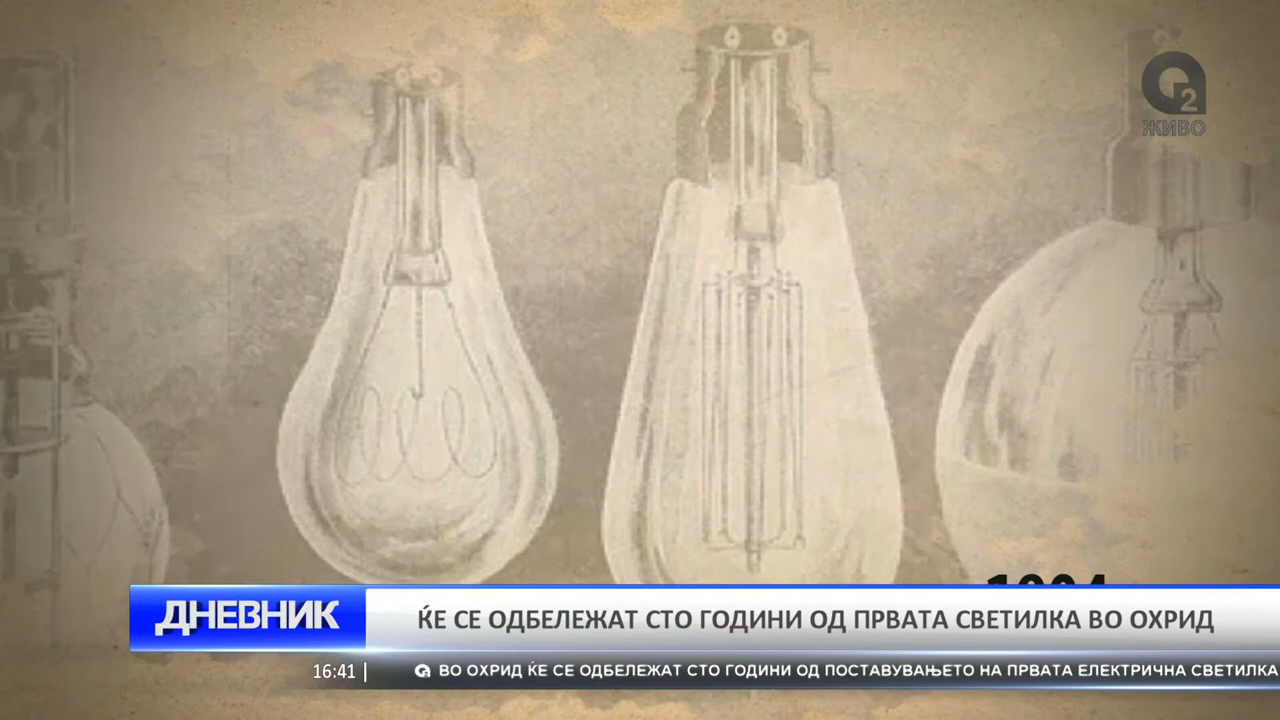 2
ЖИВО
ДНЕВНИК
ЌЕ СЕ ОДБЕЛЕЖАТ СТО ГОДИНИ ОД ПРВАТА СВЕТИЛКА ВО ОХРИД
16:41
ВО ОХРИД ЌЕ СЕ ОДБЕЛЕЖАТ СТО ГОДИНИ ОД ПОСТАВУВАЊЕТО НА ПРВАТА ЕЛЕКТРИЧНА СВЕТИЛКА